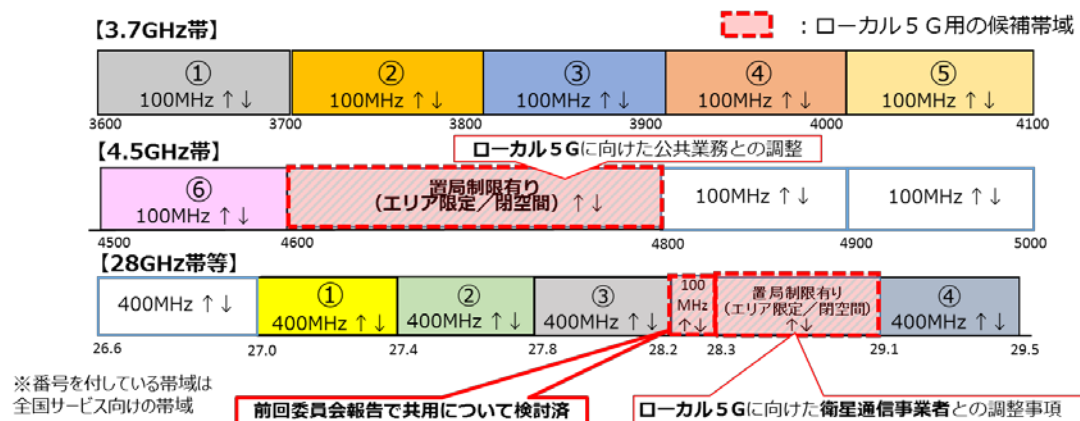 【3.7GHz帯】
：ローカル５G用の候補帯域
① ② ③ ④ ⑤
100MHz ↑↓ 100MHz ↑↓ 100MHz ↑↓ 100MHz ↑↓ 100MHz ↑↓
3600 3700 3800 3900 4000 4100
【4.5GHz帯】
ローカル５Gに向けた公共業務との調整
⑥
100MHz ↑↓
置局制限有り
（エリア限定／閉空間）↑↓
100MHz ↑↓ 100MHz ↑↓
4500 4600 4800 4900 5000
【28GHz帯等】
400MHz ↑↓
①
400MHz ↑↓
②
400MHz ↑↓
③
400MHz ↑↓
100
MHz
↑↓
置局制限有り
（エリア限定／閉空間）
↑↓
④
400MHz ↑↓
26.6 27.0 27.4 27.8 28.2 28.3 29.1 29.5
※番号を付している帯域は
全国サービス向けの帯域
前回委員会報告で共用について検討済
ローカル５Gに向けた衛星通信事業者との調整事項